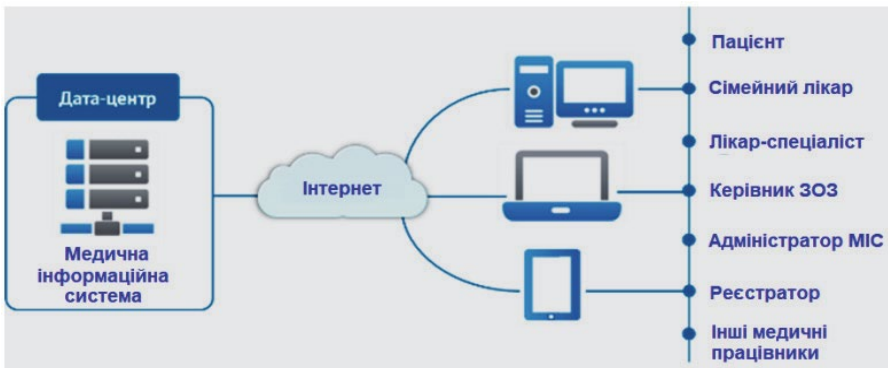 Дата-центр
Медична
інформаційна
система
Інтернет
Пацієнт
Сімейний лікар
Лікар-спеціаліст
Керівник ЗОЗ
Адміністратор МІС
Реєстратор
Інші медичні
працівники